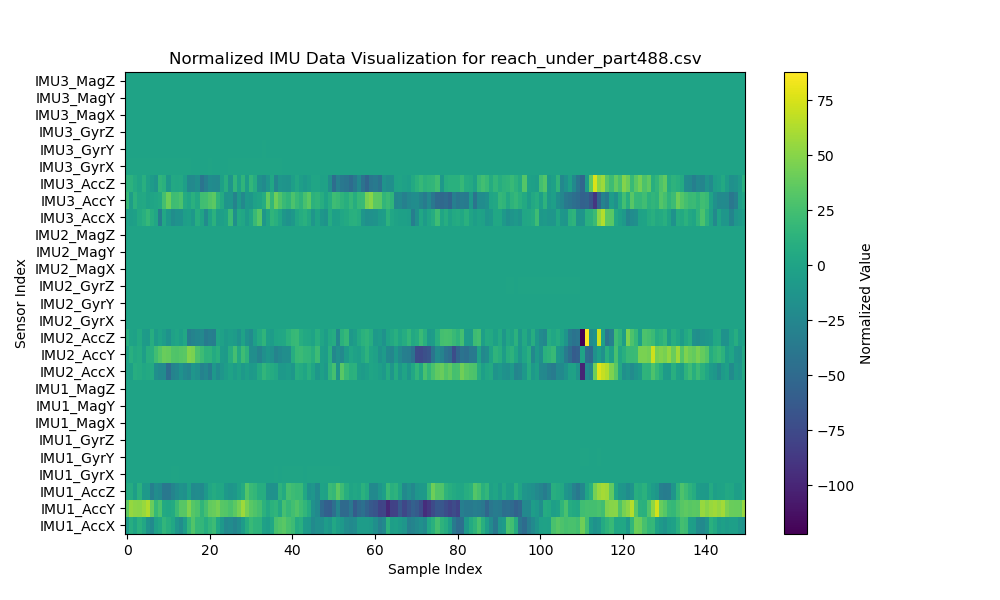 Normalized IMU Data Visualization for reach_under_part488.csv
IMU3_MagZ
IMU3_MagY
IMU3_MagX
IMU3_GyrZ
IMU3_GyrY
IMU3_GyrX
IMU3_AccZ
IMU3_AccY
IMU3_AccX
IMU2_MagZ
IMU2_MagY
IMU2_MagX
IMU2_GyrZ
IMU2_GyrY
IMU2_GyrX
IMU2_AccZ
IMU2_AccY
IMU2_AccX
IMU1_MagZ
IMU1_MagY
IMU1_MagX
IMU1_GyrZ
IMU1_GyrY
IMU1_GyrX
IMU1_AccZ
IMU1_AccY
IMU1_AccX
Sensor Index
0 20 40 60 80 100 120 140
Sample Index
75
50
25
0
−25
−50
−75
−100
Normalized Value